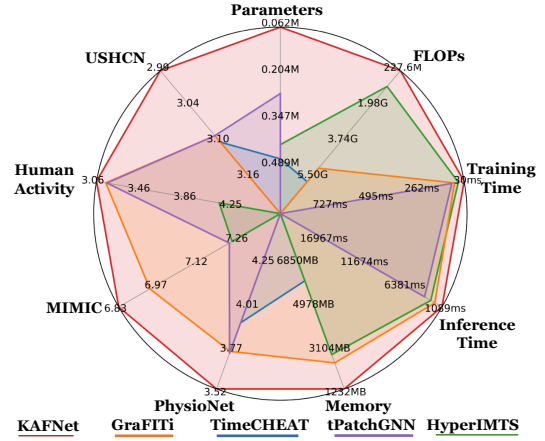 Parameters
0.062M
0.204M
0.347M
0.489M
FLOPs
227.6M
1.98G
3.74G
5.50G
Training
Time
30ms
262ms
495ms
727ms
Inference
Time
1089ms
6381ms
11674ms
16967ms
Memory
1232MB
3104MB
4978MB
6850MB
PhysioNet
3.52
3.77
4.01
4.25
MIMIC
6.83
6.97
7.12
7.26
Human
Activity
3.06
3.46
3.86
4.25
USHCN
2.99
3.04
3.10
3.16
KAFNet
GraFITi
TimeCHEAT
tPatchGNN
HyperIMTS